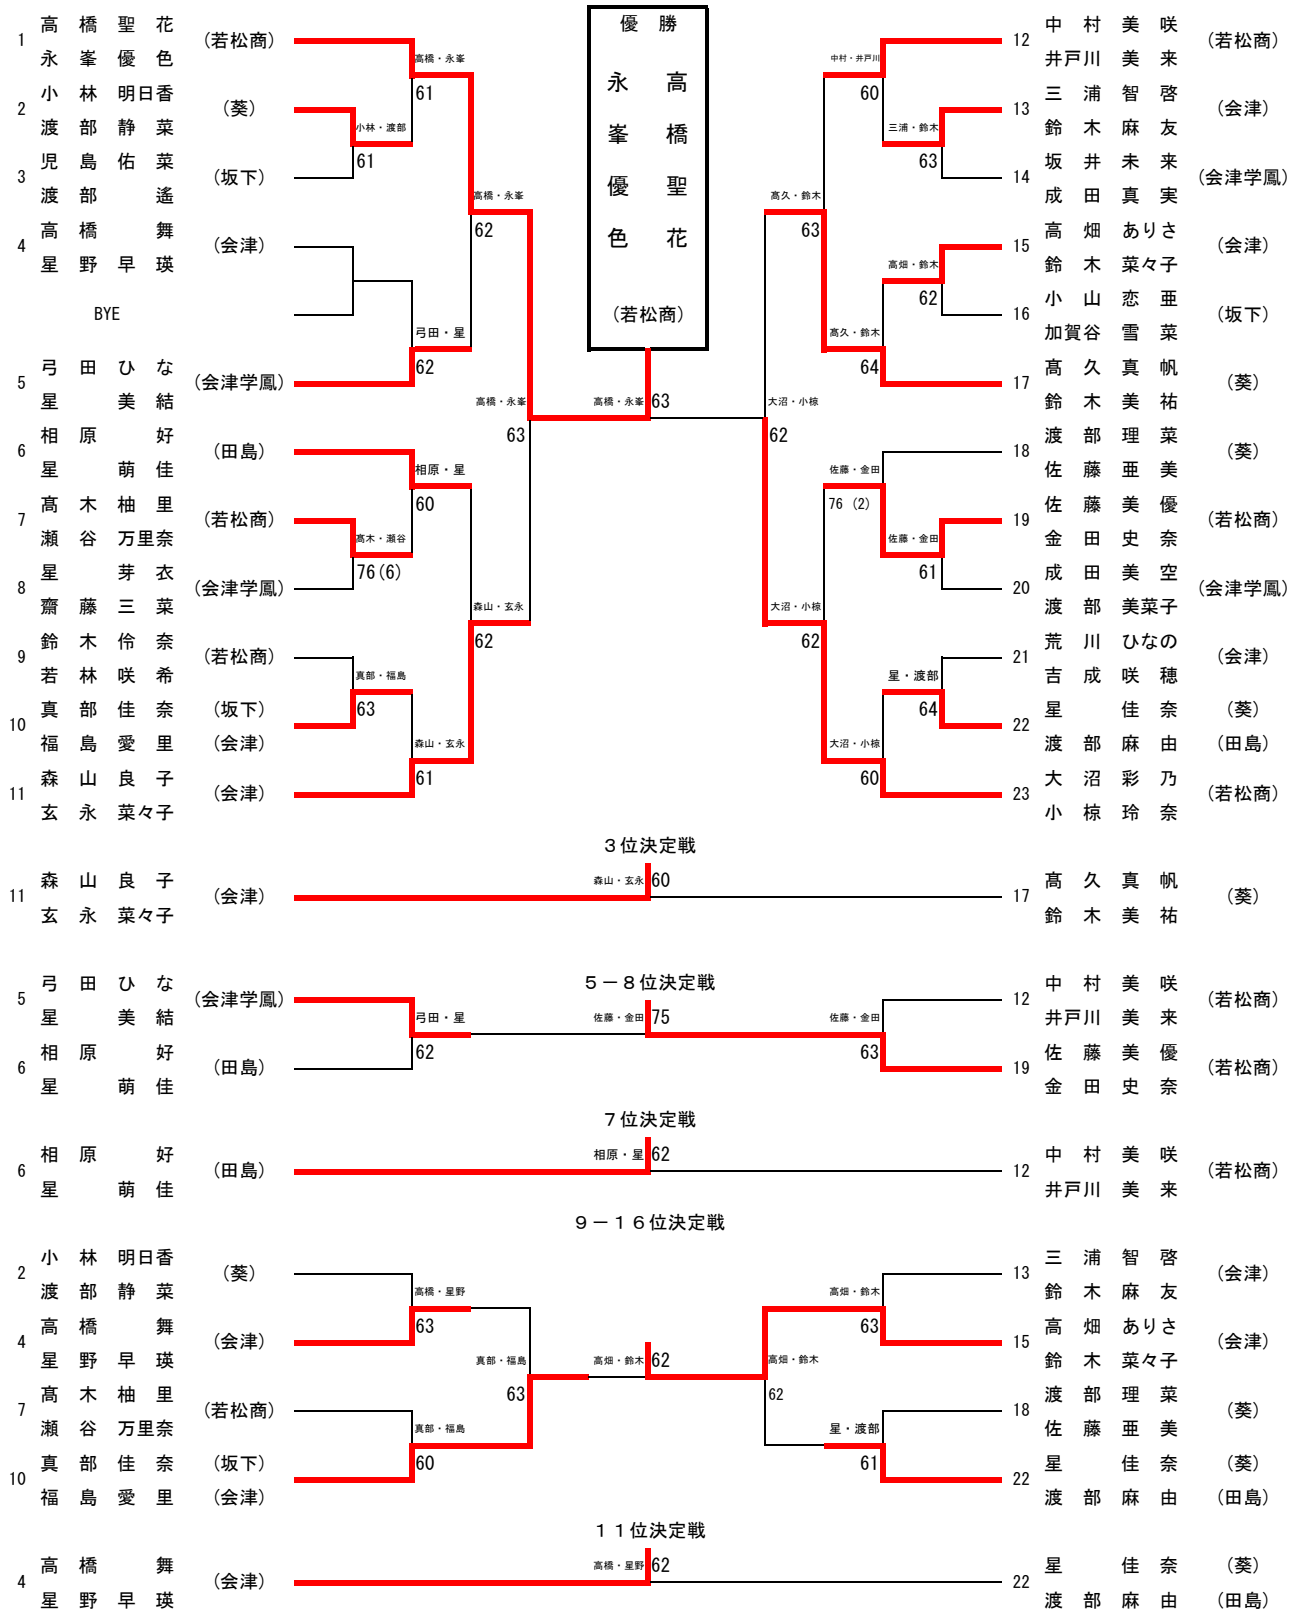 優勝
永峯優色
高橋聖花
(若松商)
1 高橋聖花 永峯優色 (若松商)
2 小林明日香 渡部静菜 (葵)
3 児島佑菜 渡部遙 (坂下)
4 高橋舞 星野早瑛 (会津)
BYE
5 弓田ひな 星美結 (会津学鳳)
6 相原好 星萌佳 (田島)
7 髙木柚里 瀬谷万里奈 (若松商)
8 星芽衣 齋藤三菜 (会津学鳳)
9 鈴木伶奈 若林咲希 (若松商)
10 真部佳奈 (坂下) 福島愛里 (会津)
11 森山良子 玄永菜々子 (会津)
高橋・永峯 61
小林・渡部 61
高橋・永峯 62
弓田・星 62
高橋・永峯 63
相原・星 60
髙木・瀬谷 76(6)
森山・玄永 62
真部・福島 63
森山・玄永 61
高橋・永峯 63
12 中村美咲 井戸川美来 (若松商)
13 三浦智啓 鈴木麻友 (会津)
14 坂井未来 成田真実 (会津学鳳)
15 高畑ありさ 鈴木菜々子 (会津)
16 小山恋亜 加賀谷雪菜 (坂下)
17 髙久真帆 鈴木美祐 (葵)
18 渡部理菜 佐藤亜美 (葵)
19 佐藤美優 金田史奈 (若松商)
20 成田美空 渡部美菜子 (会津学鳳)
21 荒川ひなの 吉成咲穂 (会津)
22 星佳奈 (葵) 渡部麻由 (田島)
23 大沼彩乃 小椋玲奈 (若松商)
中村・井戸川 60
三浦・鈴木 63
髙久・鈴木 63
高畑・鈴木 62
髙久・鈴木 64
大沼・小椋 62
佐藤・金田 76 (2)
佐藤・金田 61
大沼・小椋 62
星・渡部 64
大沼・小椋 60
3位決定戦
11 森山良子 玄永菜々子 (会津)
森山・玄永 60
17 髙久真帆 鈴木美祐 (葵)
5-8位決定戦
5 弓田ひな 星美結 (会津学鳳)
6 相原好 星萌佳 (田島)
弓田・星 62
佐藤・金田 75
佐藤・金田 63
12 中村美咲 井戸川美来 (若松商)
19 佐藤美優 金田史奈 (若松商)
7位決定戦
6 相原好 星萌佳 (田島)
相原・星 62
12 中村美咲 井戸川美来 (若松商)
9-16位決定戦
2 小林明日香 渡部静菜 (葵)
4 高橋舞 星野早瑛 (会津)
7 髙木柚里 瀬谷万里奈 (若松商)
10 真部佳奈 (坂下) 福島愛里 (会津)
高橋・星野 63
真部・福島 63
真部・福島 60
高畑・鈴木 62
高畑・鈴木 63
高畑・鈴木 62
星・渡部 61
13 三浦智啓 鈴木麻友 (会津)
15 高畑ありさ 鈴木菜々子 (会津)
18 渡部理菜 佐藤亜美 (葵)
22 星佳奈 (葵) 渡部麻由 (田島)
11位決定戦
4 高橋舞 星野早瑛 (会津)
高橋・星野 62
22 星佳奈 (葵) 渡部麻由 (田島)